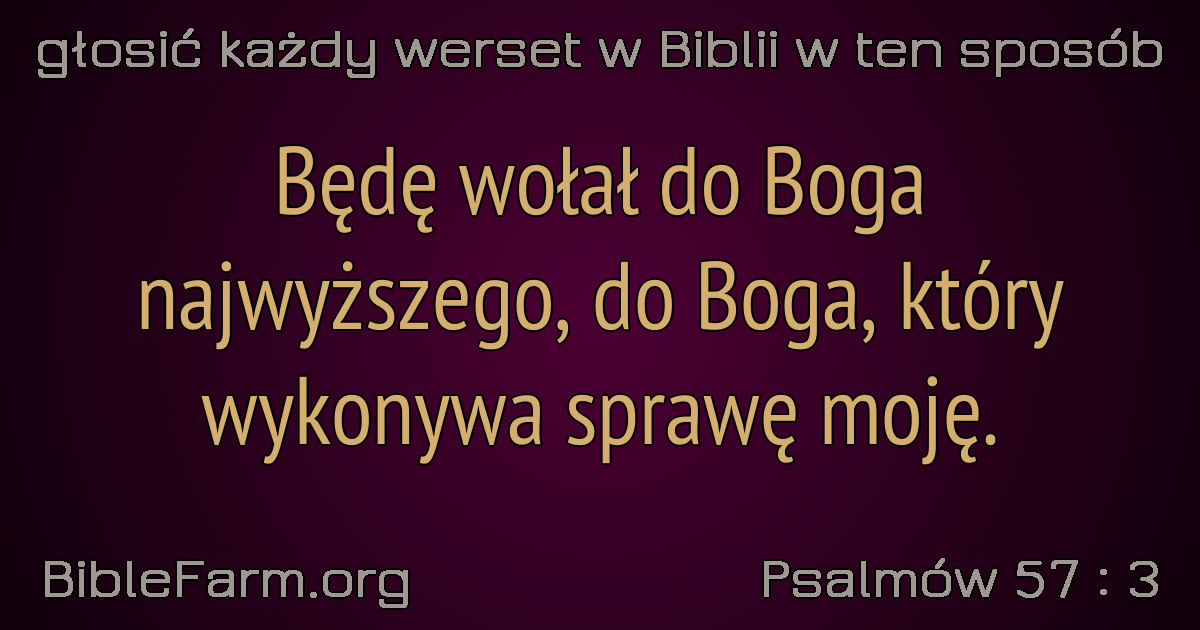 głosić każdy werset w Biblii w ten sposób
Będę wołał do Boga
najwyższego, do Boga, który
wykonywa sprawę moję.
BibleFarm.org
Psalmów 57 : 3